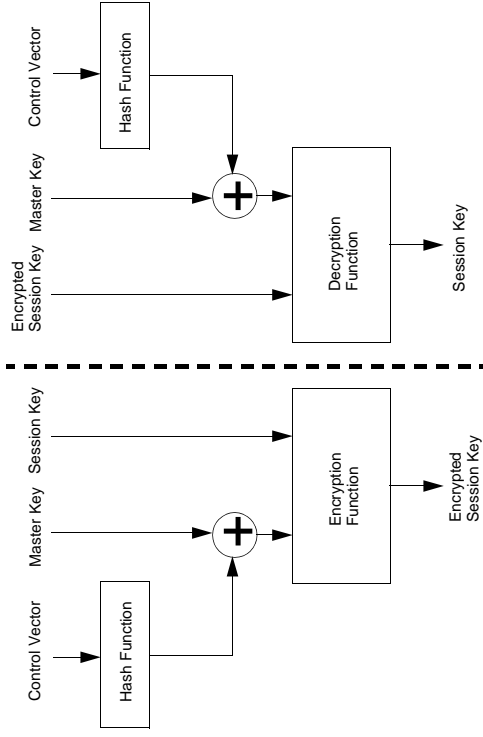 Control Vector
Master Key
Session Key
Encrypted
Session Key
Master Key
Control Vector
Hash Function
Hash Function
Encryption
Function
Decryption
Function
Encrypted
Session Key
Session Key